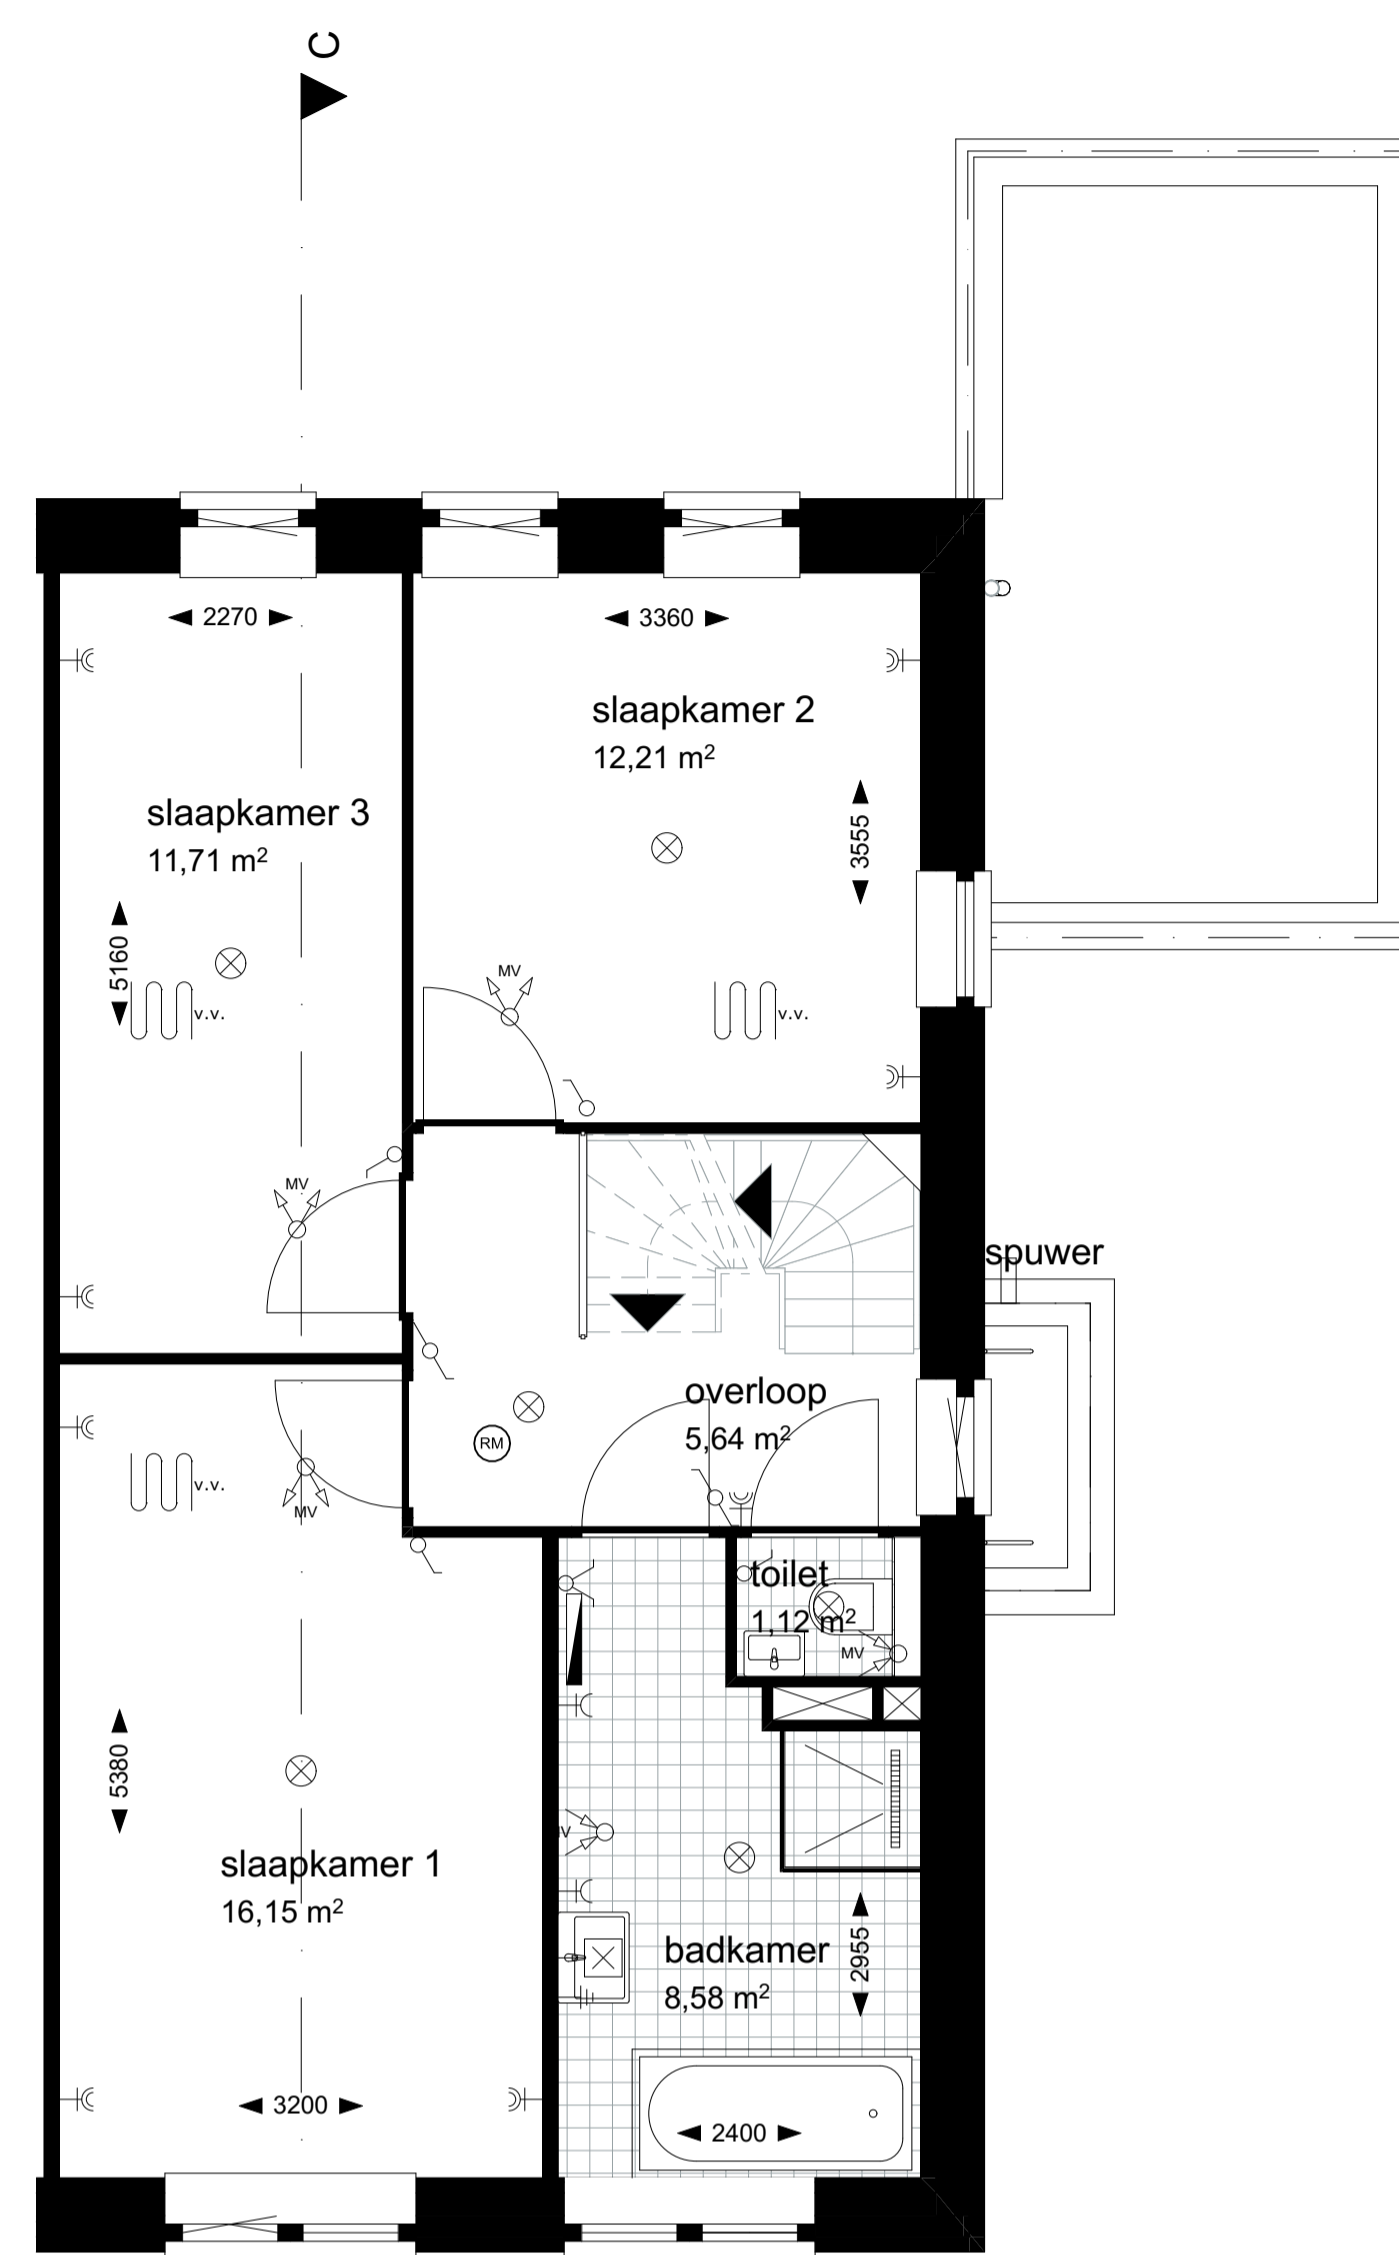 C
2270
3360
slaapkamer 2
12,21 m²
slaapkamer 3
11,71 m²
3555
5160
MV
v.v.
v.v.
MV
spuwer
overloop
5,64 m²
RM
v.v.
MV
toilet
1,12 m²
MV
5380
slaapkamer 1
16,15 m²
badkamer
8,58 m²
2955
3200
2400